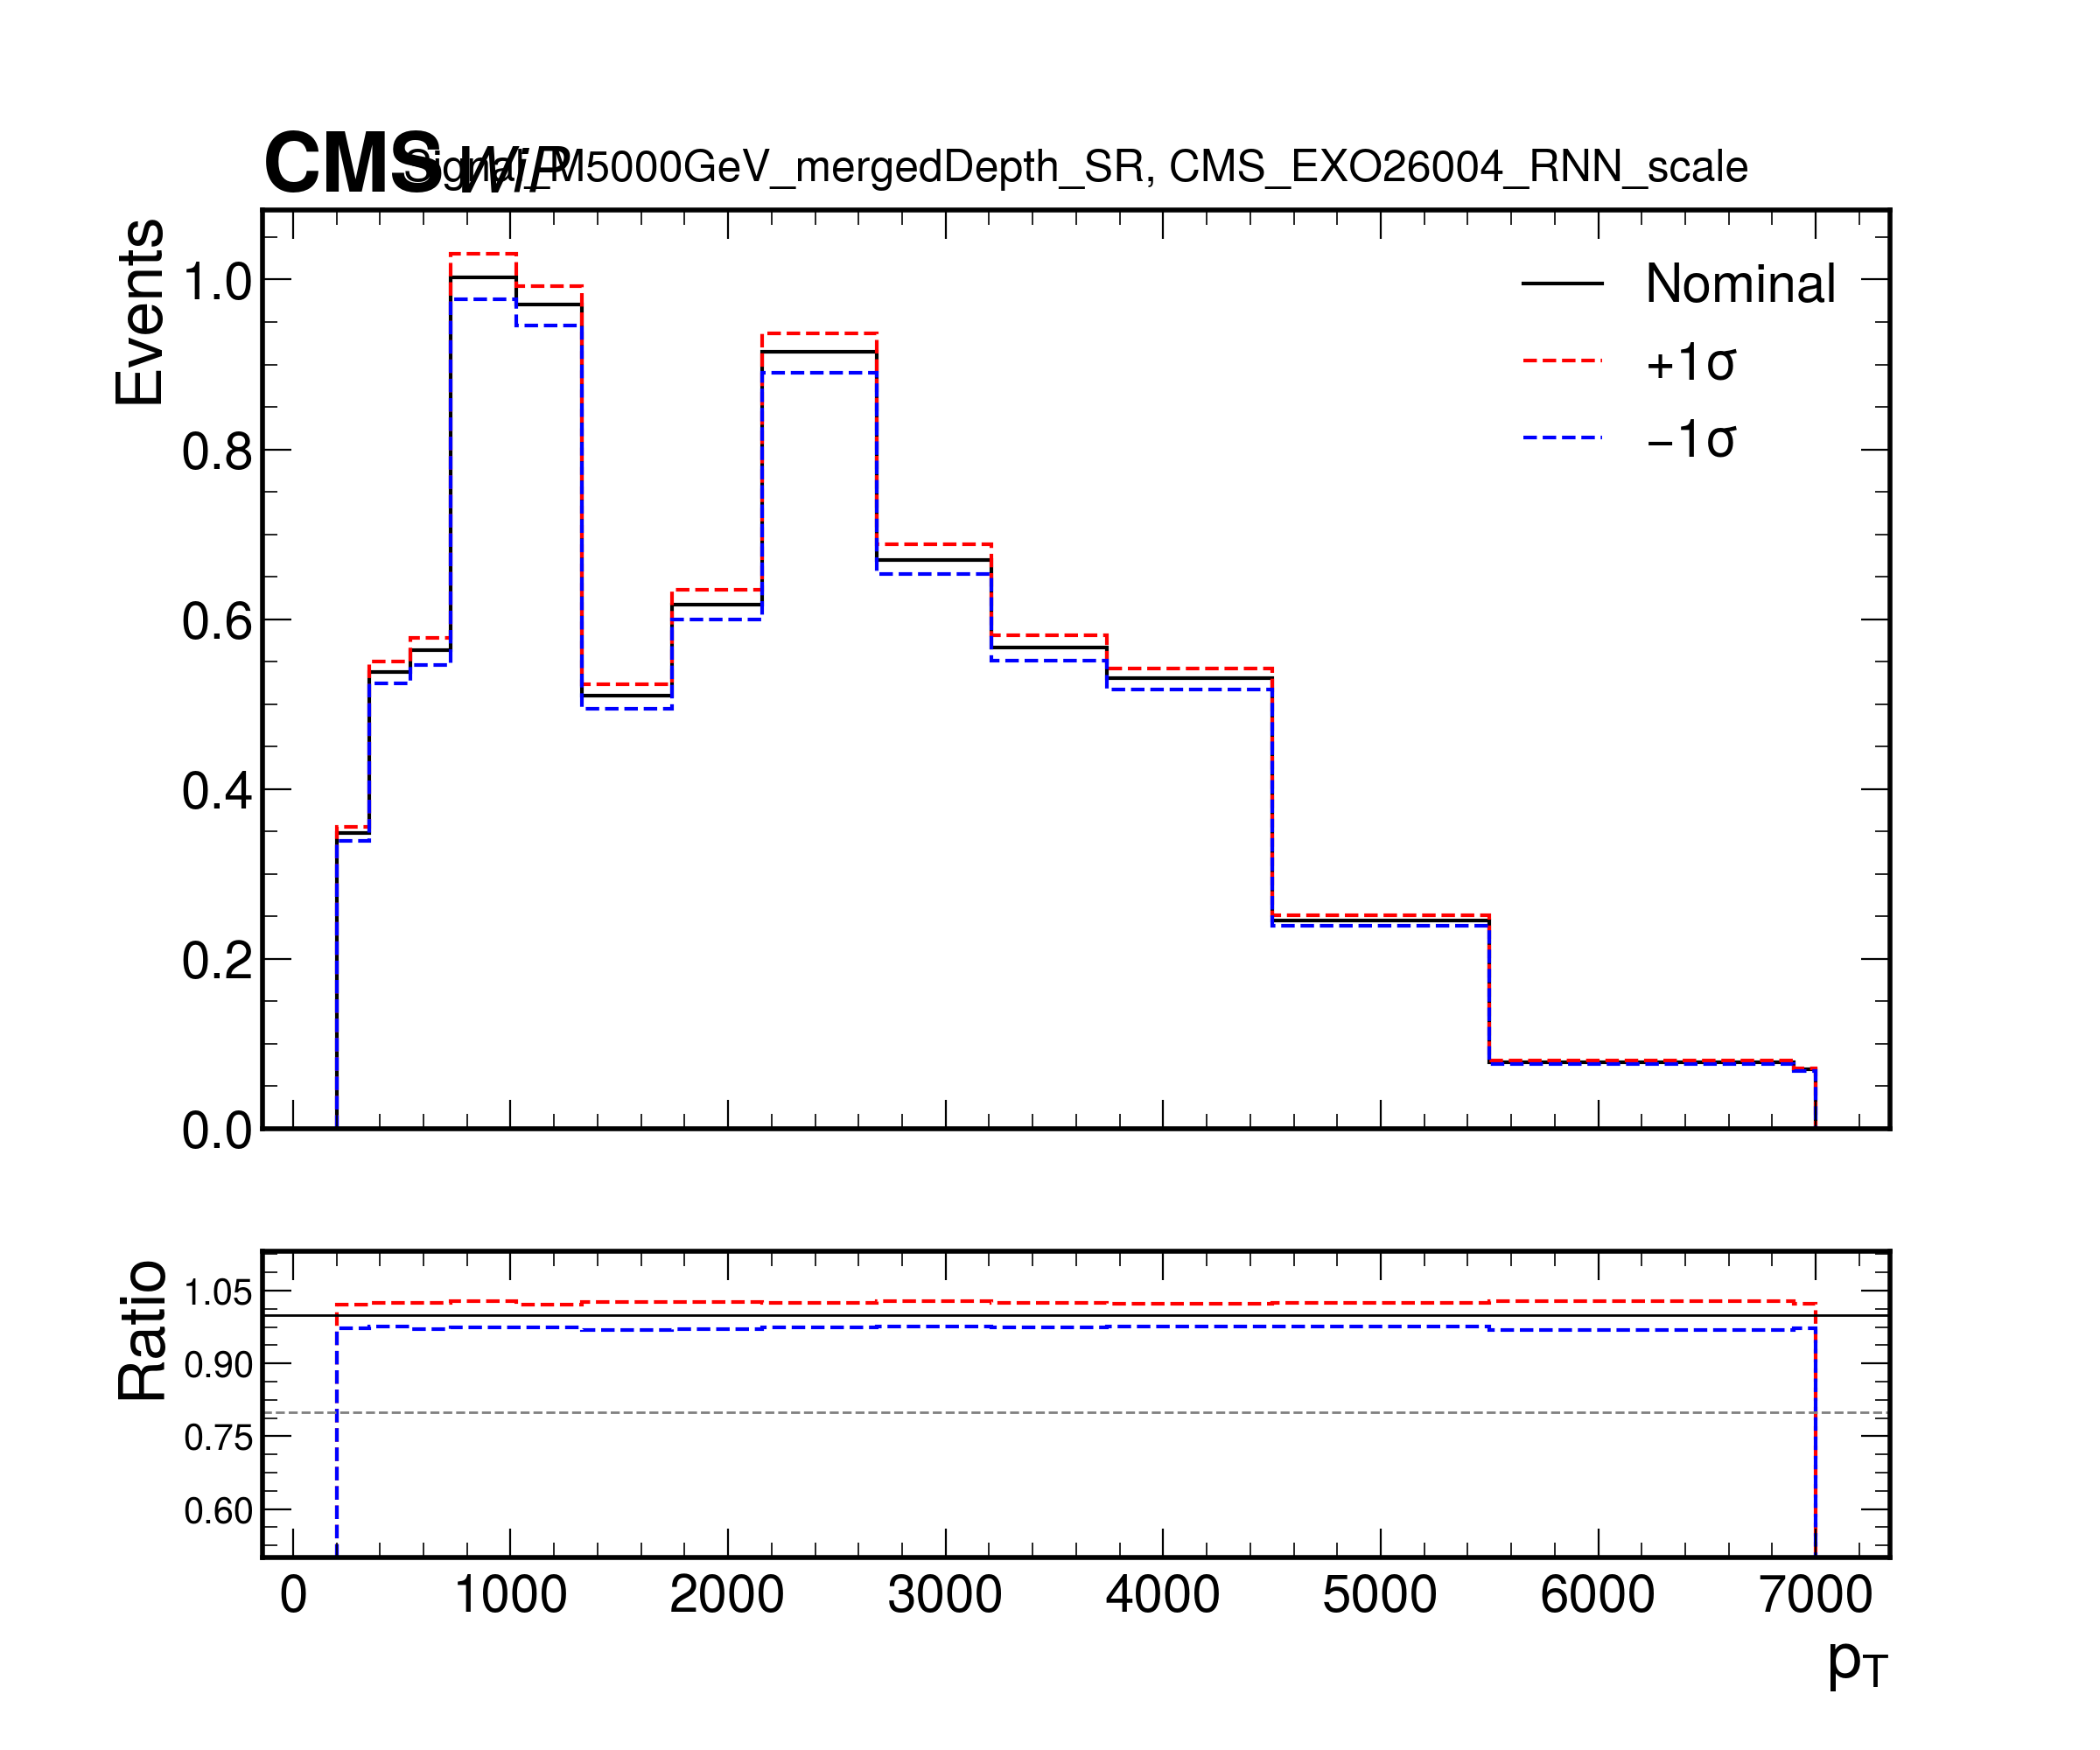 CMS WiP
Signal_M5000GeV_mergedDepth_SR, CMS_EXO26004_RNN_scale
Events
1.0
0.8
0.6
0.4
0.2
0.0
Nominal
+1σ
−1σ
Ratio
1.05
0.90
0.75
0.60
0 1000 2000 3000 4000 5000 6000 7000
pT